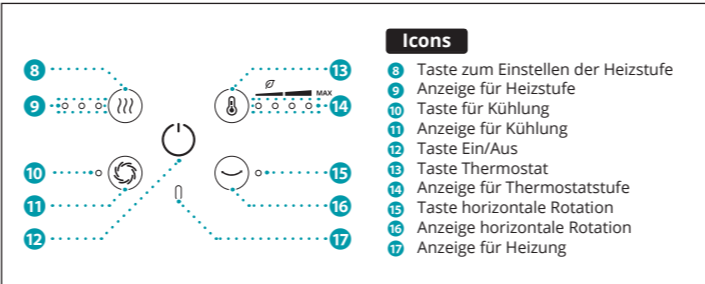 Icons
8 Taste zum Einstellen der Heizstufe
9 Anzeige für Heizstufe
10 Taste für Kühlung
11 Anzeige für Kühlung
12 Taste Ein/Aus
13 Taste Thermostat
14 Anzeige für Thermostatstufe
15 Taste horizontale Rotation
16 Anzeige horizontale Rotation
17 Anzeige für Heizung
8
9
10
11
12
13
MAX
14
15
16
17